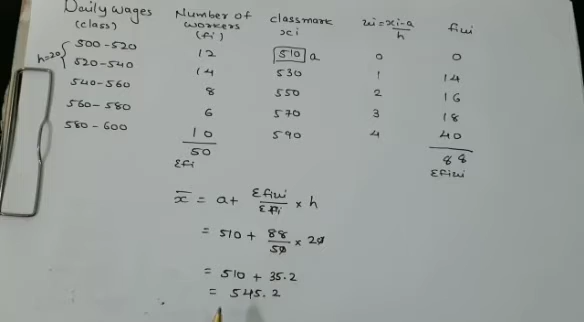 Daily wages (class) Number of workers (fi) classmark xi ui = xi-a/h fiui
h=20 500-520 12 510 a 0 0
520-540 14 530 1 14
540-560 8 550 2 16
560-580 6 570 3 18
580-600 10 590 4 40
50 88
Σfi Σfiui
x̄ = a + Σfiui/Σfi × h
= 510 + 88/50 × 20
= 510 + 35.2
= 545.2